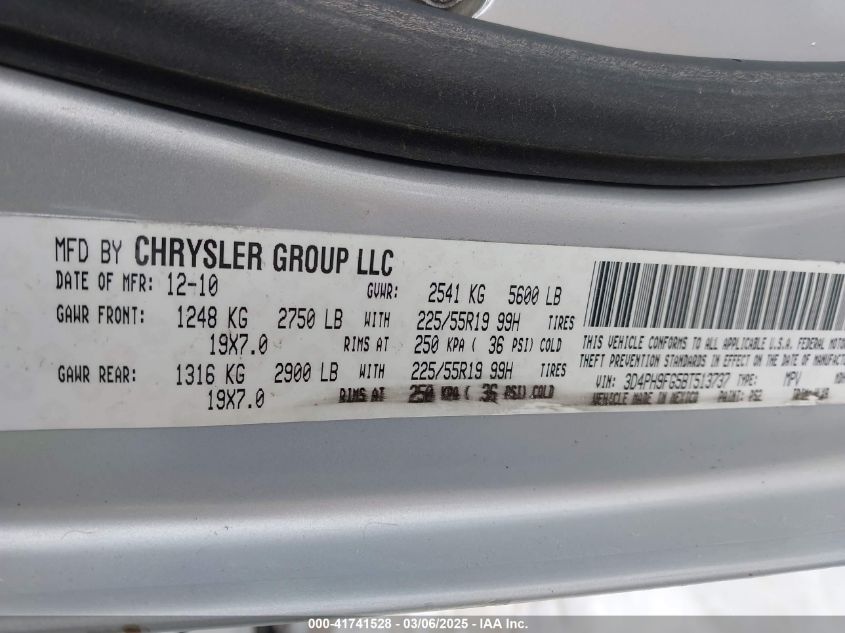 MFD BY CHRYSLER GROUP LLC
DATE OF MFR: 12-10 GVWR: 2541 KG 5600 LB
GAWR FRONT: 1248 KG 2750 LB WITH 225/55R19 99H TIRES
19X7.0 RIMS AT 250 KPA ( 36 PSI) COLD
GAWR REAR: 1316 KG 2900 LB WITH 225/55R19 99H TIRES
19X7.0 RIMS AT 250 KPA ( 36 PSI) COLD
THIS VEHICLE CONFORMS TO ALL APPLICABLE U.S.A. FEDERAL MOTO
THEFT PREVENTION STANDARDS IN EFFECT ON THE DATE OF MA
VIN: 3D4PH9FG5BT513737 TYPE: MPV
VEHICLE MADE IN MEXICO PAINT: PS2
000-41741528 - 03/06/2025 - IAA Inc.